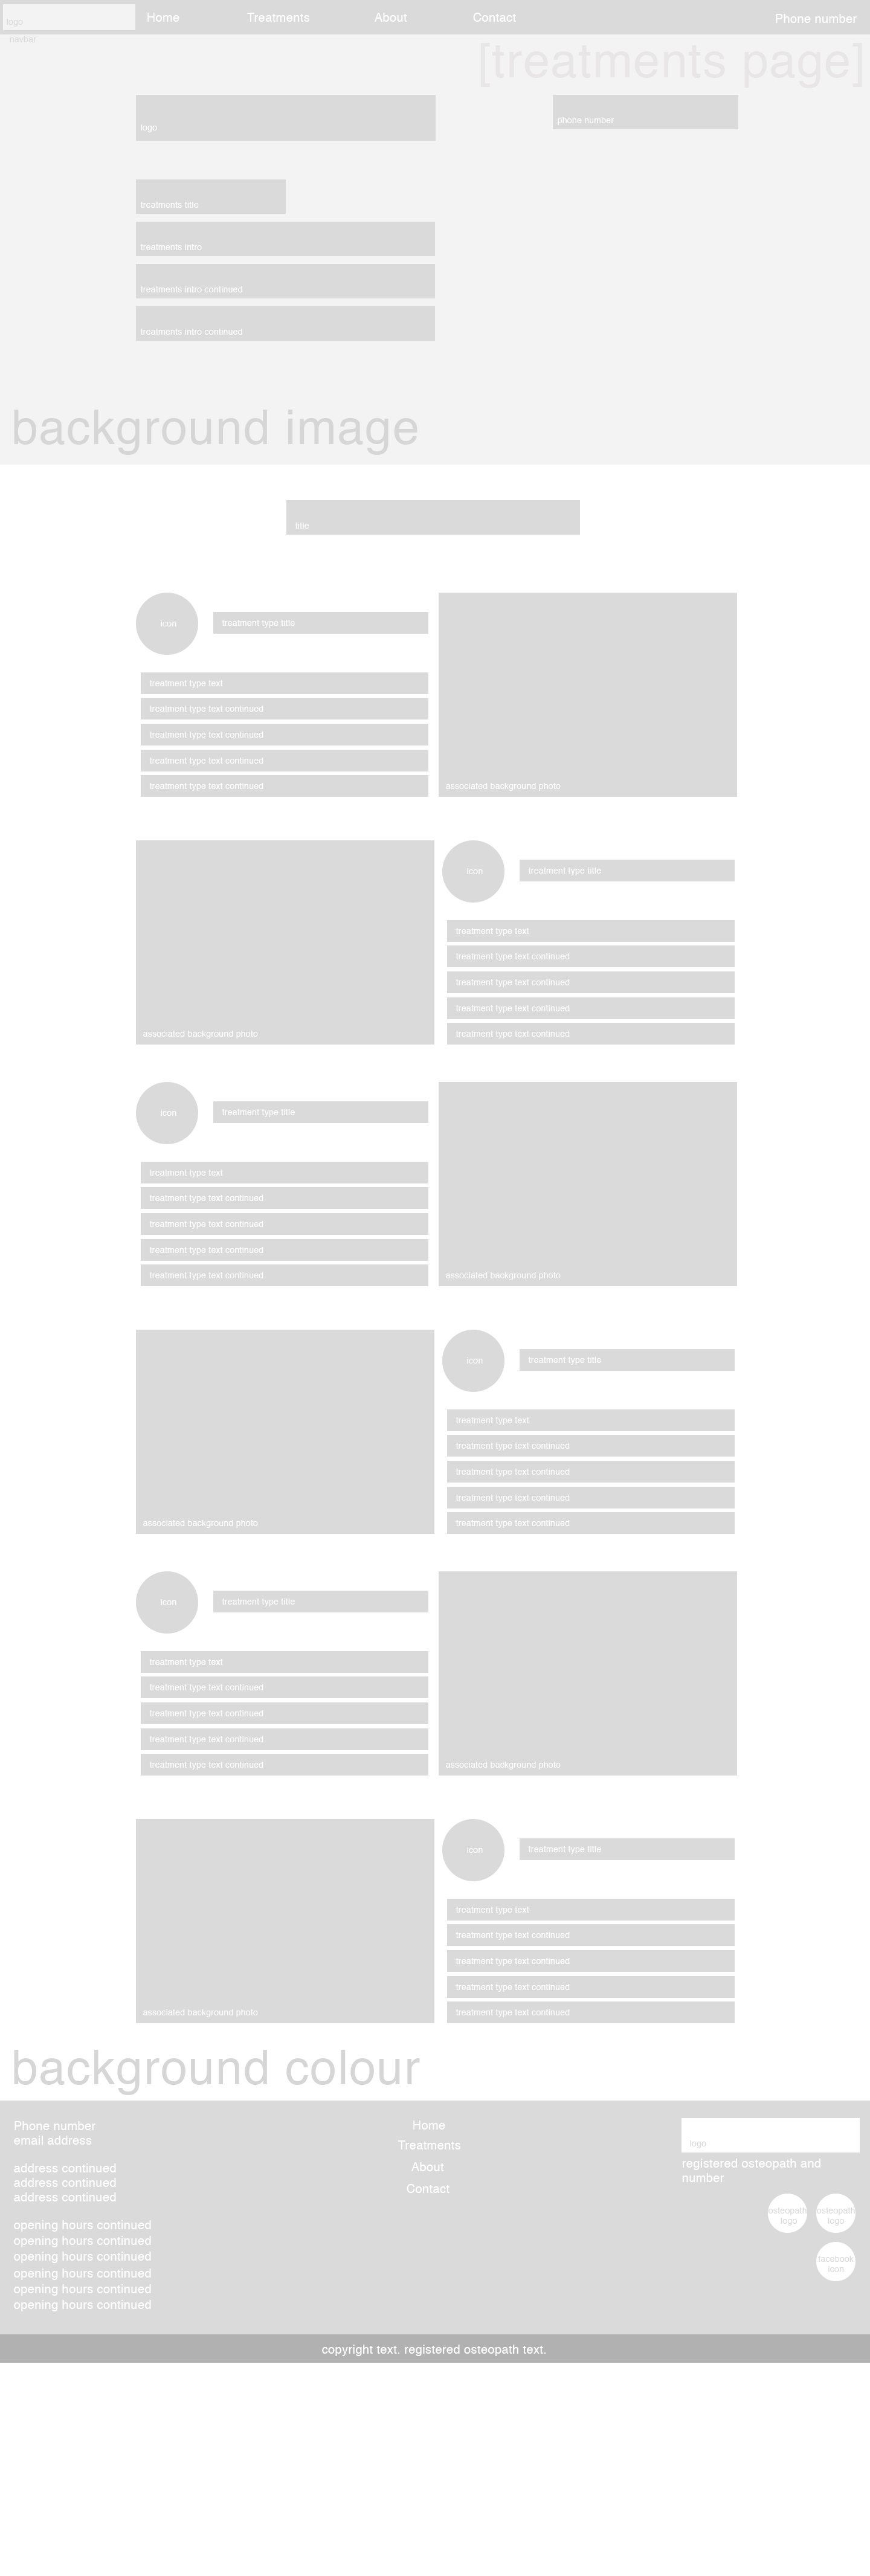 logo
Home
Treatments
About
Contact
Phone number
navbar
[treatments page]
logo
phone number
treatments title
treatments intro
treatments intro continued
treatments intro continued
background image
title
icon
treatment type title
treatment type text
treatment type text continued
treatment type text continued
treatment type text continued
treatment type text continued
associated background photo
associated background photo
icon
treatment type title
treatment type text
treatment type text continued
treatment type text continued
treatment type text continued
treatment type text continued
icon
treatment type title
treatment type text
treatment type text continued
treatment type text continued
treatment type text continued
treatment type text continued
associated background photo
associated background photo
icon
treatment type title
treatment type text
treatment type text continued
treatment type text continued
treatment type text continued
treatment type text continued
icon
treatment type title
treatment type text
treatment type text continued
treatment type text continued
treatment type text continued
treatment type text continued
associated background photo
associated background photo
icon
treatment type title
treatment type text
treatment type text continued
treatment type text continued
treatment type text continued
treatment type text continued
background colour
Phone number
email address
address continued
address continued
address continued
opening hours continued
opening hours continued
opening hours continued
opening hours continued
opening hours continued
opening hours continued
Home
Treatments
About
Contact
logo
registered osteopath and
number
osteopath
logo
osteopath
logo
facebook
icon
copyright text. registered osteopath text.